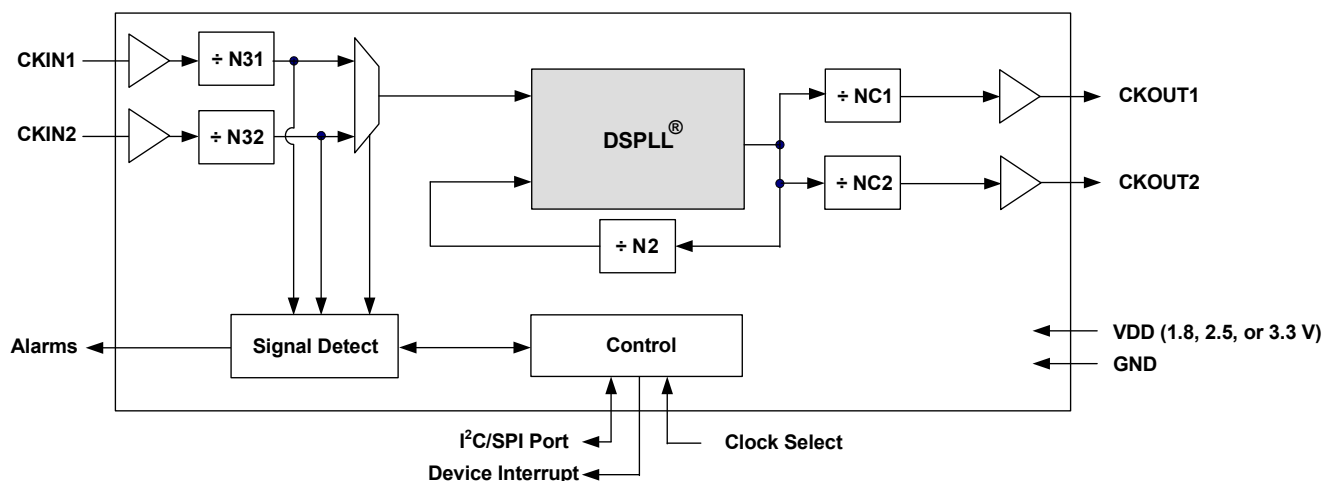 CKIN1
÷ N31
CKIN2
÷ N32
DSPLL®
÷ NC1
CKOUT1
÷ NC2
CKOUT2
÷ N2
Alarms
Signal Detect
Control
VDD (1.8, 2.5, or 3.3 V)
GND
I²C/SPI Port
Clock Select
Device Interrupt